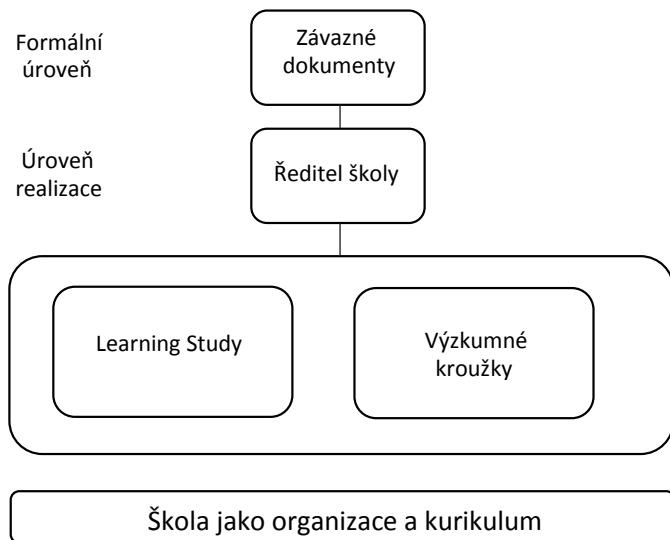 Formální
úroveň
Závazné
dokumenty
Úroveň
realizace
Ředitel školy
Learning Study
Výzkumné
kroužky
Škola jako organizace a kurikulum